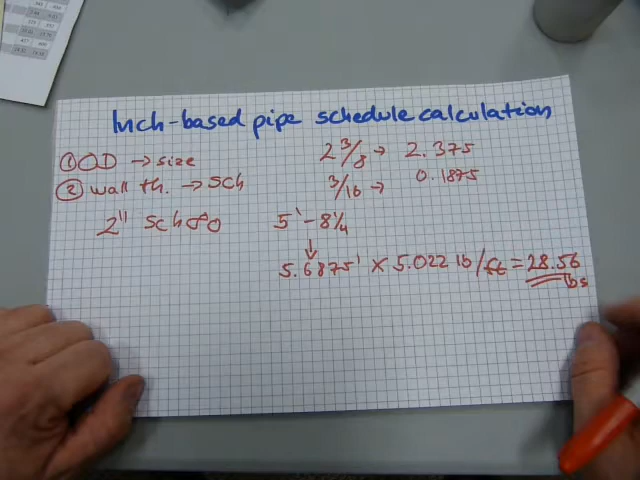 Inch-based pipe schedule calculation
① OD → size
2 3/8 → 2.375
② wall th. → Sch
3/16 → 0.1875
2" Sch 80
5' - 8 1/4
↓
5.6875' × 5.022 lb/ft = 28.56 lbs